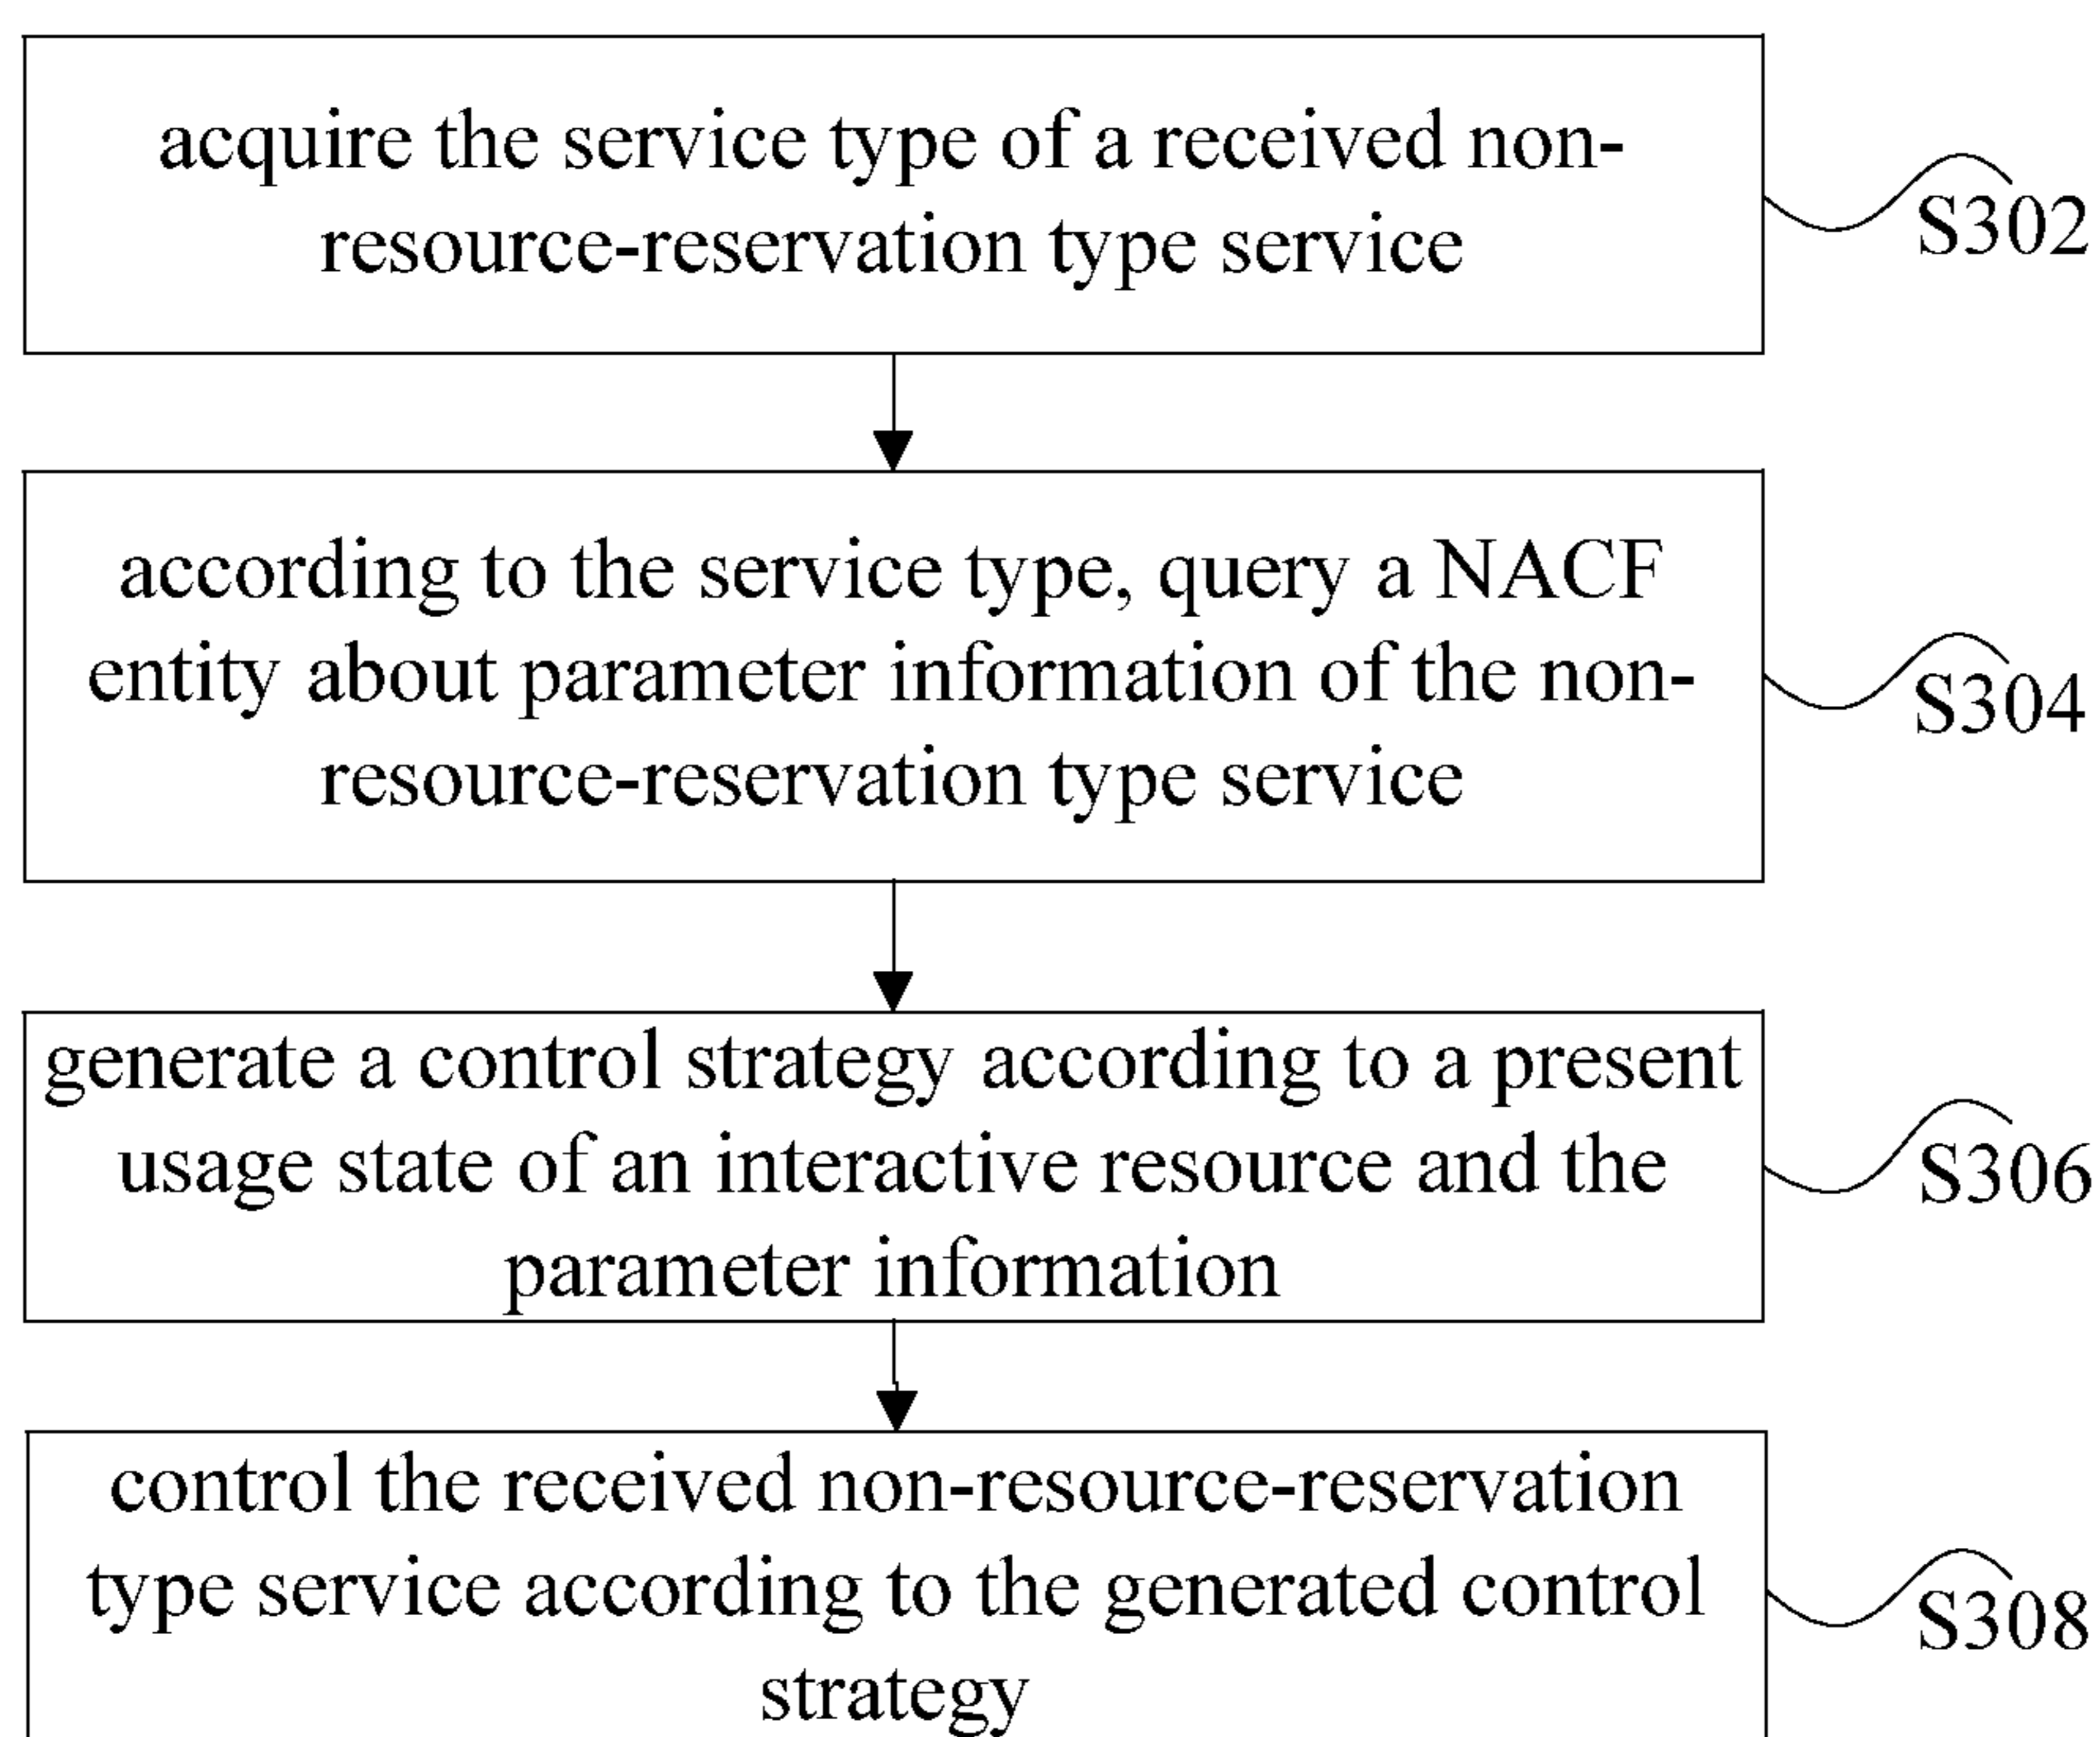 acquire the service type of a received non-
resource-reservation type service
S302
according to the service type, query a NACF
entity about parameter information of the non-
resource-reservation type service
S304
generate a control strategy according to a present
usage state of an interactive resource and the
parameter information
S306
control the received non-resource-reservation
type service according to the generated control
strategy
S308